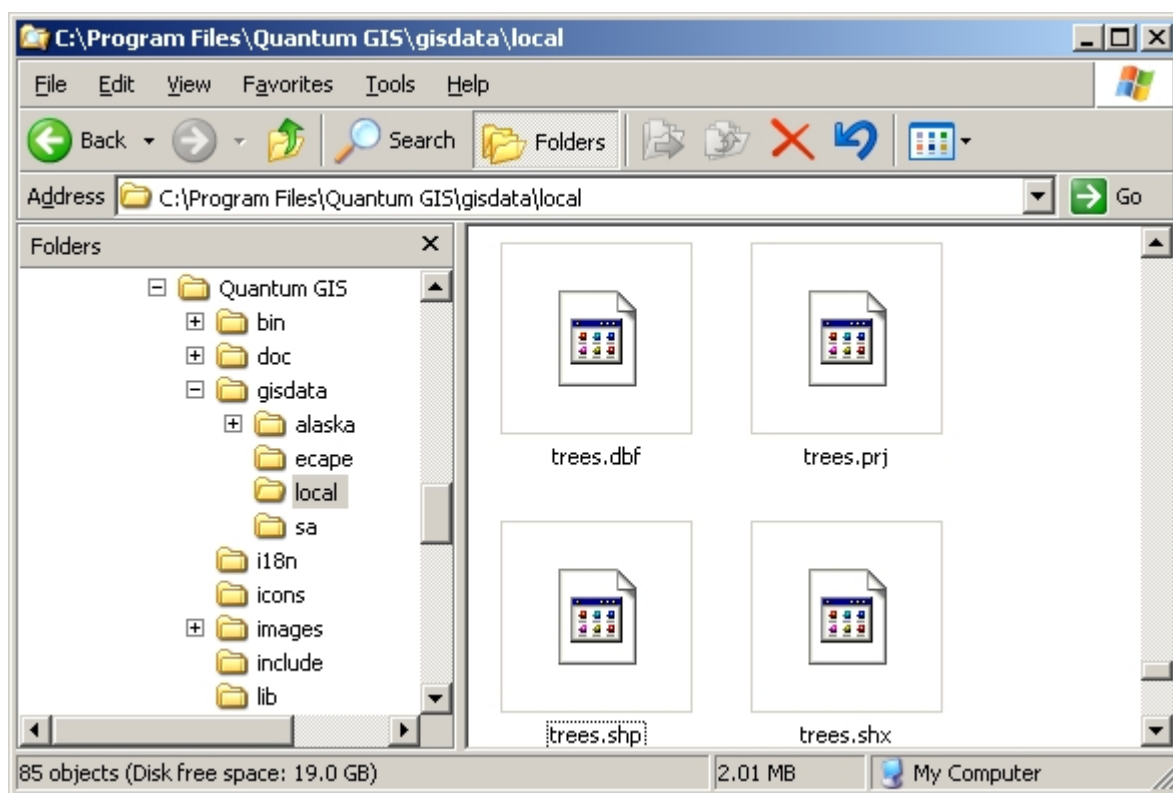 C:\Program Files\Quantum GIS\gisdata\local
File Edit View Favorites Tools Help
Back Search Folders
Address C:\Program Files\Quantum GIS\gisdata\local Go
Folders
Quantum GIS
bin
doc
gisdata
alaska
ecape
local
sa
i18n
icons
images
include
lib
trees.dbf trees.prj
trees.shp trees.shx
85 objects (Disk free space: 19.0 GB) 2.01 MB My Computer